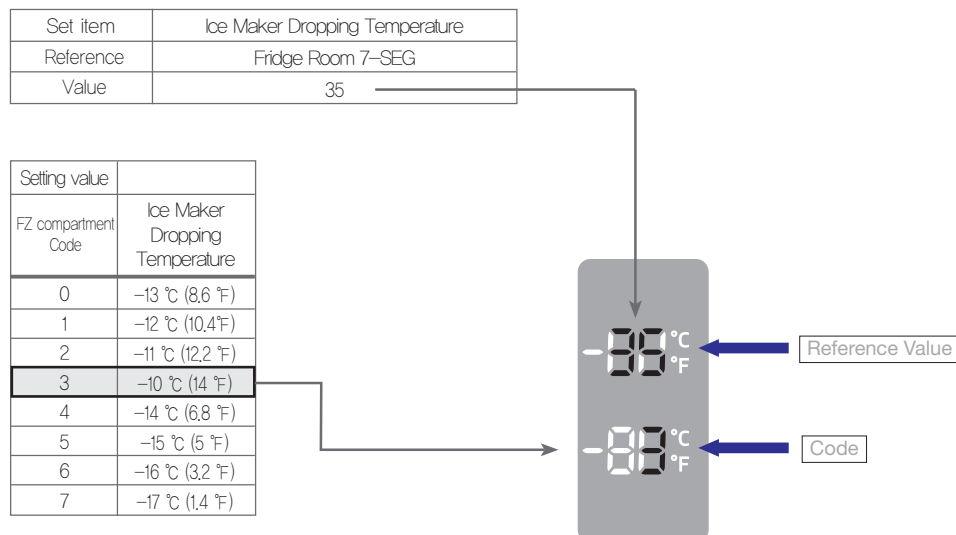 Set item Ice Maker Dropping Temperature
Reference Fridge Room 7-SEG
Value 35
Setting value
FZ compartment Code Ice Maker Dropping Temperature
0 -13 ℃ (8.6 ℉)
1 -12 ℃ (10.4℉)
2 -11 ℃ (12.2 ℉)
3 -10 ℃ (14 ℉)
4 -14 ℃ (6.8 ℉)
5 -15 ℃ (5 ℉)
6 -16 ℃ (3.2 ℉)
7 -17 ℃ (1.4 ℉)
35 °C
°F
Reference Value
3 °C
°F
Code